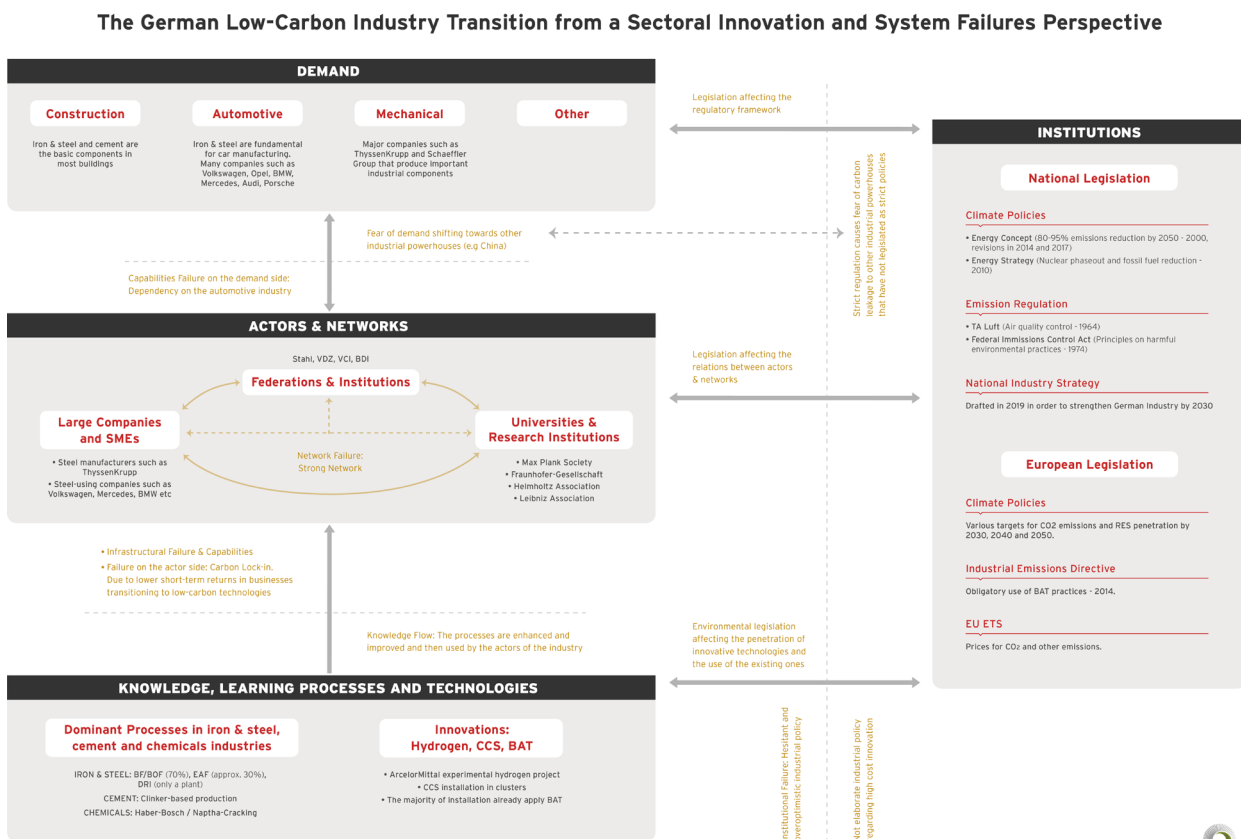 The German Low-Carbon Industry Transition from a Sectoral Innovation and System Failures Perspective
DEMAND
Construction
Iron & steel and cement are
the basic components in
most buildings
Automotive
Iron & steel are fundamental
for car manufacturing.
Many companies such as
Volkswagen, Opel, BMW,
Mercedes, Audi, Porsche
Mechanical
Major companies such as
ThyssenKrupp and Schaeffler
Group that produce important
industrial components
Other
Fear of demand shifting towards other
industrial powerhouses (e.g China)
Capabilities Failure on the demand side:
Dependency on the automotive industry
ACTORS & NETWORKS
Stahl, VDZ, VCI, BDI
Federations & Institutions
Large Companies
and SMEs
• Steel manufacturers such as
ThyssenKrupp
• Steel-using companies such as
Volkswagen, Mercedes, BMW etc
Network Failure:
Strong Network
Universities &
Research Institutions
• Max Plank Society
• Fraunhofer-Gesellschaft
• Helmholtz Association
• Leibniz Association
• Infrastructural Failure & Capabilities
• Failure on the actor side: Carbon Lock-in.
Due to lower short-term returns in businesses
transitioning to low-carbon technologies
Knowledge Flow: The processes are enhanced and
improved and then used by the actors of the industry
KNOWLEDGE, LEARNING PROCESSES AND TECHNOLOGIES
Dominant Processes in iron & steel,
cement and chemicals industries
IRON & STEEL: BF/BOF (70%), EAF (approx. 30%),
DRI (only a plant)
CEMENT: Clinker-based production
CHEMICALS: Haber-Bosch / Naptha-Cracking
Innovations:
Hydrogen, CCS, BAT
• ArcelorMittal experimental hydrogen project
• CCS installation in clusters
• The majority of installation already apply BAT
Legislation affecting the
regulatory framework
Strict regulation causes fear of carbon
leakage to other industrial powerhouses
that have not legislated as strict policies
Legislation affecting the
relations between actors
& networks
Environmental legislation
affecting the penetration of
innovative technologies and
the use of the existing ones
Institutional Failure: Hesitant and
overoptimistic industrial policy
Not elaborate industrial policy
regarding high cost innovation
INSTITUTIONS
National Legislation
Climate Policies
• Energy Concept (80-95% emissions reduction by 2050 - 2000,
revisions in 2014 and 2017)
• Energy Strategy (Nuclear phaseout and fossil fuel reduction -
2010)
Emission Regulation
• TA Luft (Air quality control - 1964)
• Federal Immissions Control Act (Principles on harmful
environmental practices - 1974)
National Industry Strategy
Drafted in 2019 in order to strengthen German Industry by 2030
European Legislation
Climate Policies
Various targets for CO2 emissions and RES penetration by
2030, 2040 and 2050.
Industrial Emissions Directive
Obligatory use of BAT practices - 2014.
EU ETS
Prices for CO2 and other emissions.